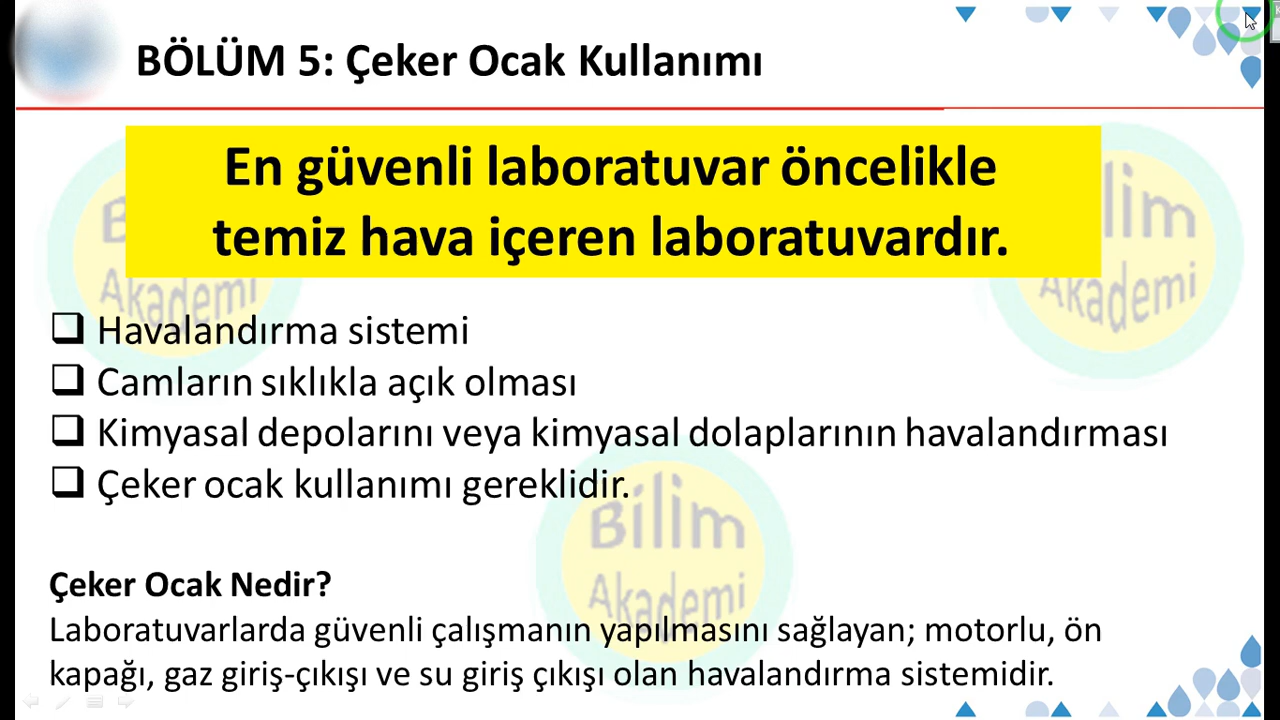 BÖLÜM 5: Çeker Ocak Kullanımı
En güvenli laboratuvar öncelikle
temiz hava içeren laboratuvardır.
Havalandırma sistemi
Camların sıklıkla açık olması
Kimyasal depolarını veya kimyasal dolaplarının havalandırması
Çeker ocak kullanımı gereklidir.
Bilim
Akademi
Çeker Ocak Nedir?
Laboratuvarlarda güvenli çalışmanın yapılmasını sağlayan; motorlu, ön
kapağı, gaz giriş-çıkışı ve su giriş çıkışı olan havalandırma sistemidir.